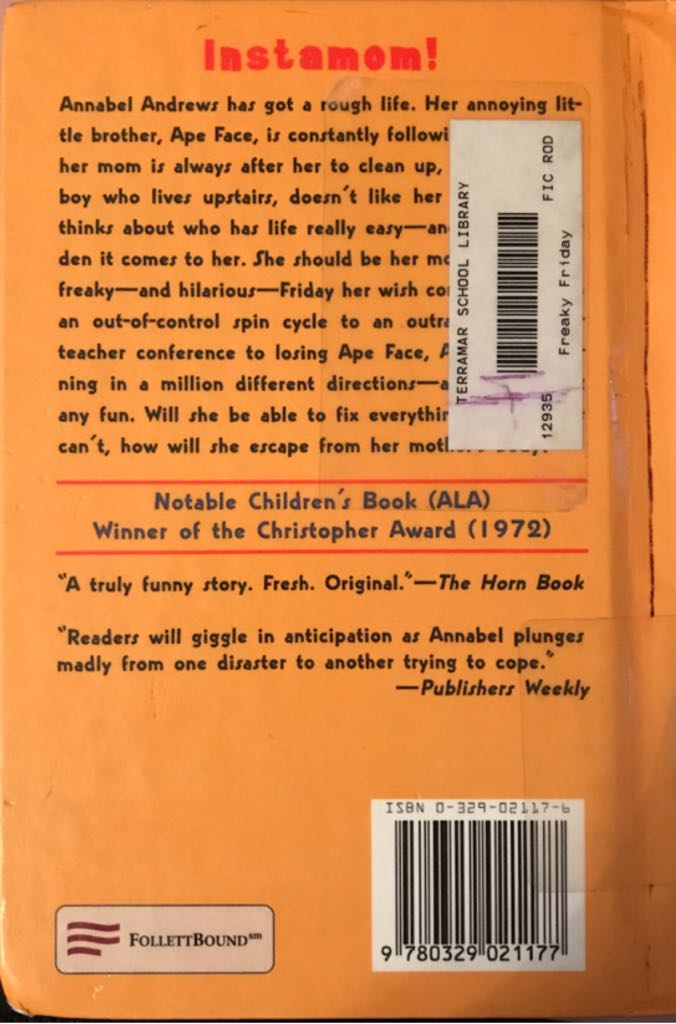 Instamom!
Annabel Andrews has got a rough life. Her annoying lit-
tle brother, Ape Face, is constantly followi
her mom is always after her to clean up,
boy who lives upstairs, doesn't like her
thinks about who has life really easy—an
den it comes to her. She should be her mo
freaky—and hilarious—Friday her wish co
an out-of-control spin cycle to an outra
teacher conference to losing Ape Face, A
ning in a million different directions—a
any fun. Will she be able to fix everythin
can't, how will she escape from her moth
TERRAMAR SCHOOL LIBRARY
12935 FIC ROD
Freaky Friday
Notable Children's Book (ALA)
Winner of the Christopher Award (1972)
"A truly funny story. Fresh. Original."—The Horn Book
"Readers will giggle in anticipation as Annabel plunges
madly from one disaster to another trying to cope."
—Publishers Weekly
ISBN 0-329-02117-6
9 780329 021177
FOLLETTBOUND℠